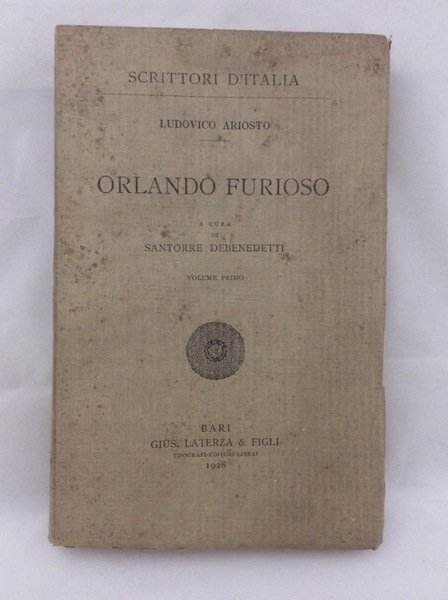 SCRITTORI D'ITALIA
LUDOVICO ARIOSTO
ORLANDO FURIOSO
A CURA
DI
SANTORRE DEBENEDETTI
VOLUME PRIMO
BARI
GIUS. LATERZA & FIGLI
TIPOGRAFI-EDITORI-LIBRAI
1928